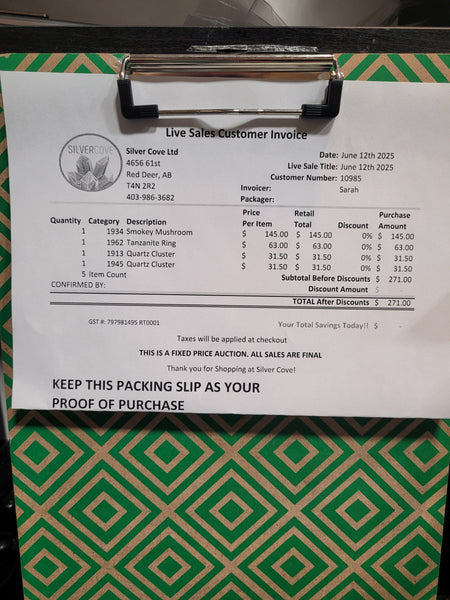 Live Sales Customer Invoice
SILVERCOVE
Silver Cove Ltd
4656 61st
Red Deer, AB
T4N 2R2
403-986-3682
Date: June 12th 2025
Live Sale Title: June 12th 2025
Customer Number: 10985
Invoicer: Sarah
Packager:
Quantity Category Description Price Per Item Retail Total Discount Purchase Amount
1 1934 Smokey Mushroom $ 145.00 $ 145.00 0% $ 145.00
1 1962 Tanzanite Ring $ 63.00 $ 63.00 0% $ 63.00
1 1913 Quartz Cluster $ 31.50 $ 31.50 0% $ 31.50
1 1945 Quartz Cluster $ 31.50 $ 31.50 0% $ 31.50
5 Item Count
Subtotal Before Discounts $ 271.00
CONFIRMED BY:
Discount Amount $ -
TOTAL After Discounts $ 271.00
GST #: 797981495 RT0001
Your Total Savings Today!! $ -
Taxes will be applied at checkout
THIS IS A FIXED PRICE AUCTION. ALL SALES ARE FINAL
Thank you for Shopping at Silver Cove!
KEEP THIS PACKING SLIP AS YOUR
PROOF OF PURCHASE